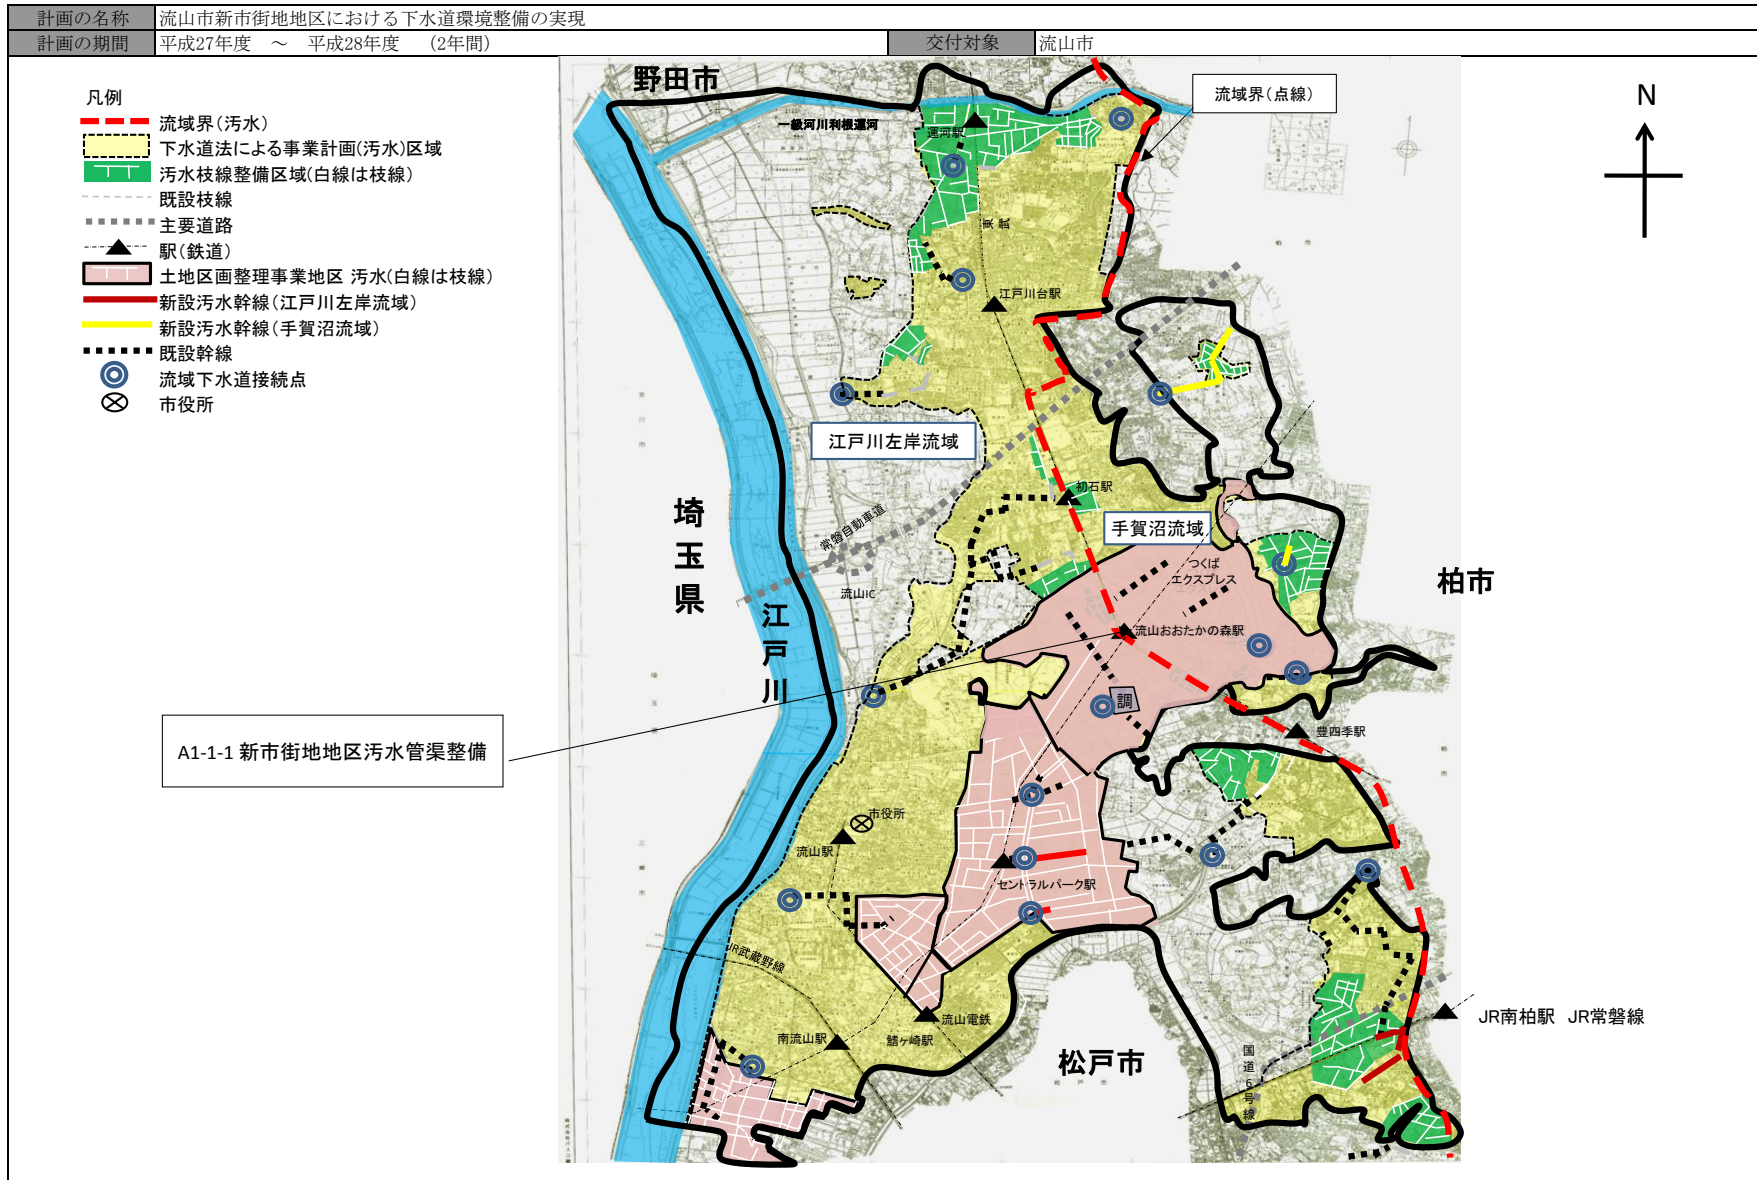 計画の名称 流山市新市街地地区における下水道環境整備の実現
計画の期間 平成27年度 ～ 平成28年度 (2年間) 交付対象 流山市
凡例
流域界(汚水)
下水道法による事業計画(汚水)区域
汚水枝線整備区域(白線は枝線)
既設枝線
主要道路
駅(鉄道)
土地区画整理事業地区 汚水(白線は枝線)
新設汚水幹線(江戸川左岸流域)
新設汚水幹線(手賀沼流域)
既設幹線
流域下水道接続点
市役所
野田市
流域界(点線)
N
一級河川利根運河
運河駅
東武
江戸川台駅
江戸川左岸流域
初石駅
手賀沼流域
埼玉県
常磐自動車道
つくば
エクスプレス
流山IC
柏市
江戸川
流山おおたかの森駅
調
豊四季駅
A1-1-1 新市街地地区汚水管渠整備
市役所
流山駅
セントラルパーク駅
JR武蔵野線
流山電鉄
南流山駅
鰭ヶ崎駅
JR南柏駅 JR常磐線
松戸市
国道6号線